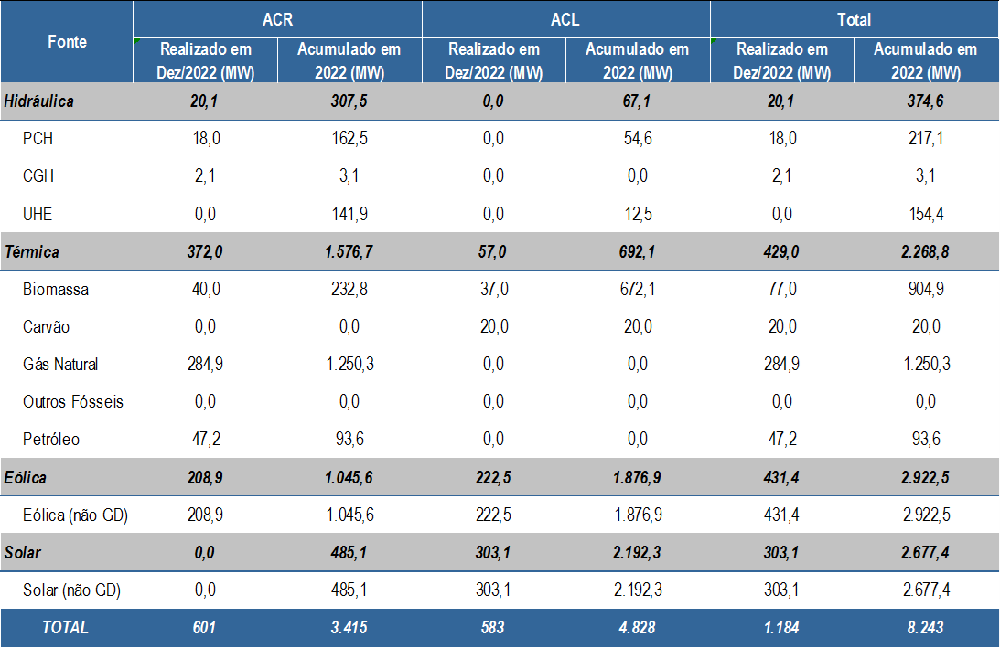 Fonte ACR ACL Total
Realizado em Dez/2022 (MW) Acumulado em 2022 (MW) Realizado em Dez/2022 (MW) Acumulado em 2022 (MW) Realizado em Dez/2022 (MW) Acumulado em 2022 (MW)
Hidráulica 20,1 307,5 0,0 67,1 20,1 374,6
PCH 18,0 162,5 0,0 54,6 18,0 217,1
CGH 2,1 3,1 0,0 0,0 2,1 3,1
UHE 0,0 141,9 0,0 12,5 0,0 154,4
Térmica 372,0 1.576,7 57,0 692,1 429,0 2.268,8
Biomassa 40,0 232,8 37,0 672,1 77,0 904,9
Carvão 0,0 0,0 20,0 20,0 20,0 20,0
Gás Natural 284,9 1.250,3 0,0 0,0 284,9 1.250,3
Outros Fósseis 0,0 0,0 0,0 0,0 0,0 0,0
Petróleo 47,2 93,6 0,0 0,0 47,2 93,6
Eólica 208,9 1.045,6 222,5 1.876,9 431,4 2.922,5
Eólica (não GD) 208,9 1.045,6 222,5 1.876,9 431,4 2.922,5
Solar 0,0 485,1 303,1 2.192,3 303,1 2.677,4
Solar (não GD) 0,0 485,1 303,1 2.192,3 303,1 2.677,4
TOTAL 601 3.415 583 4.828 1.184 8.243